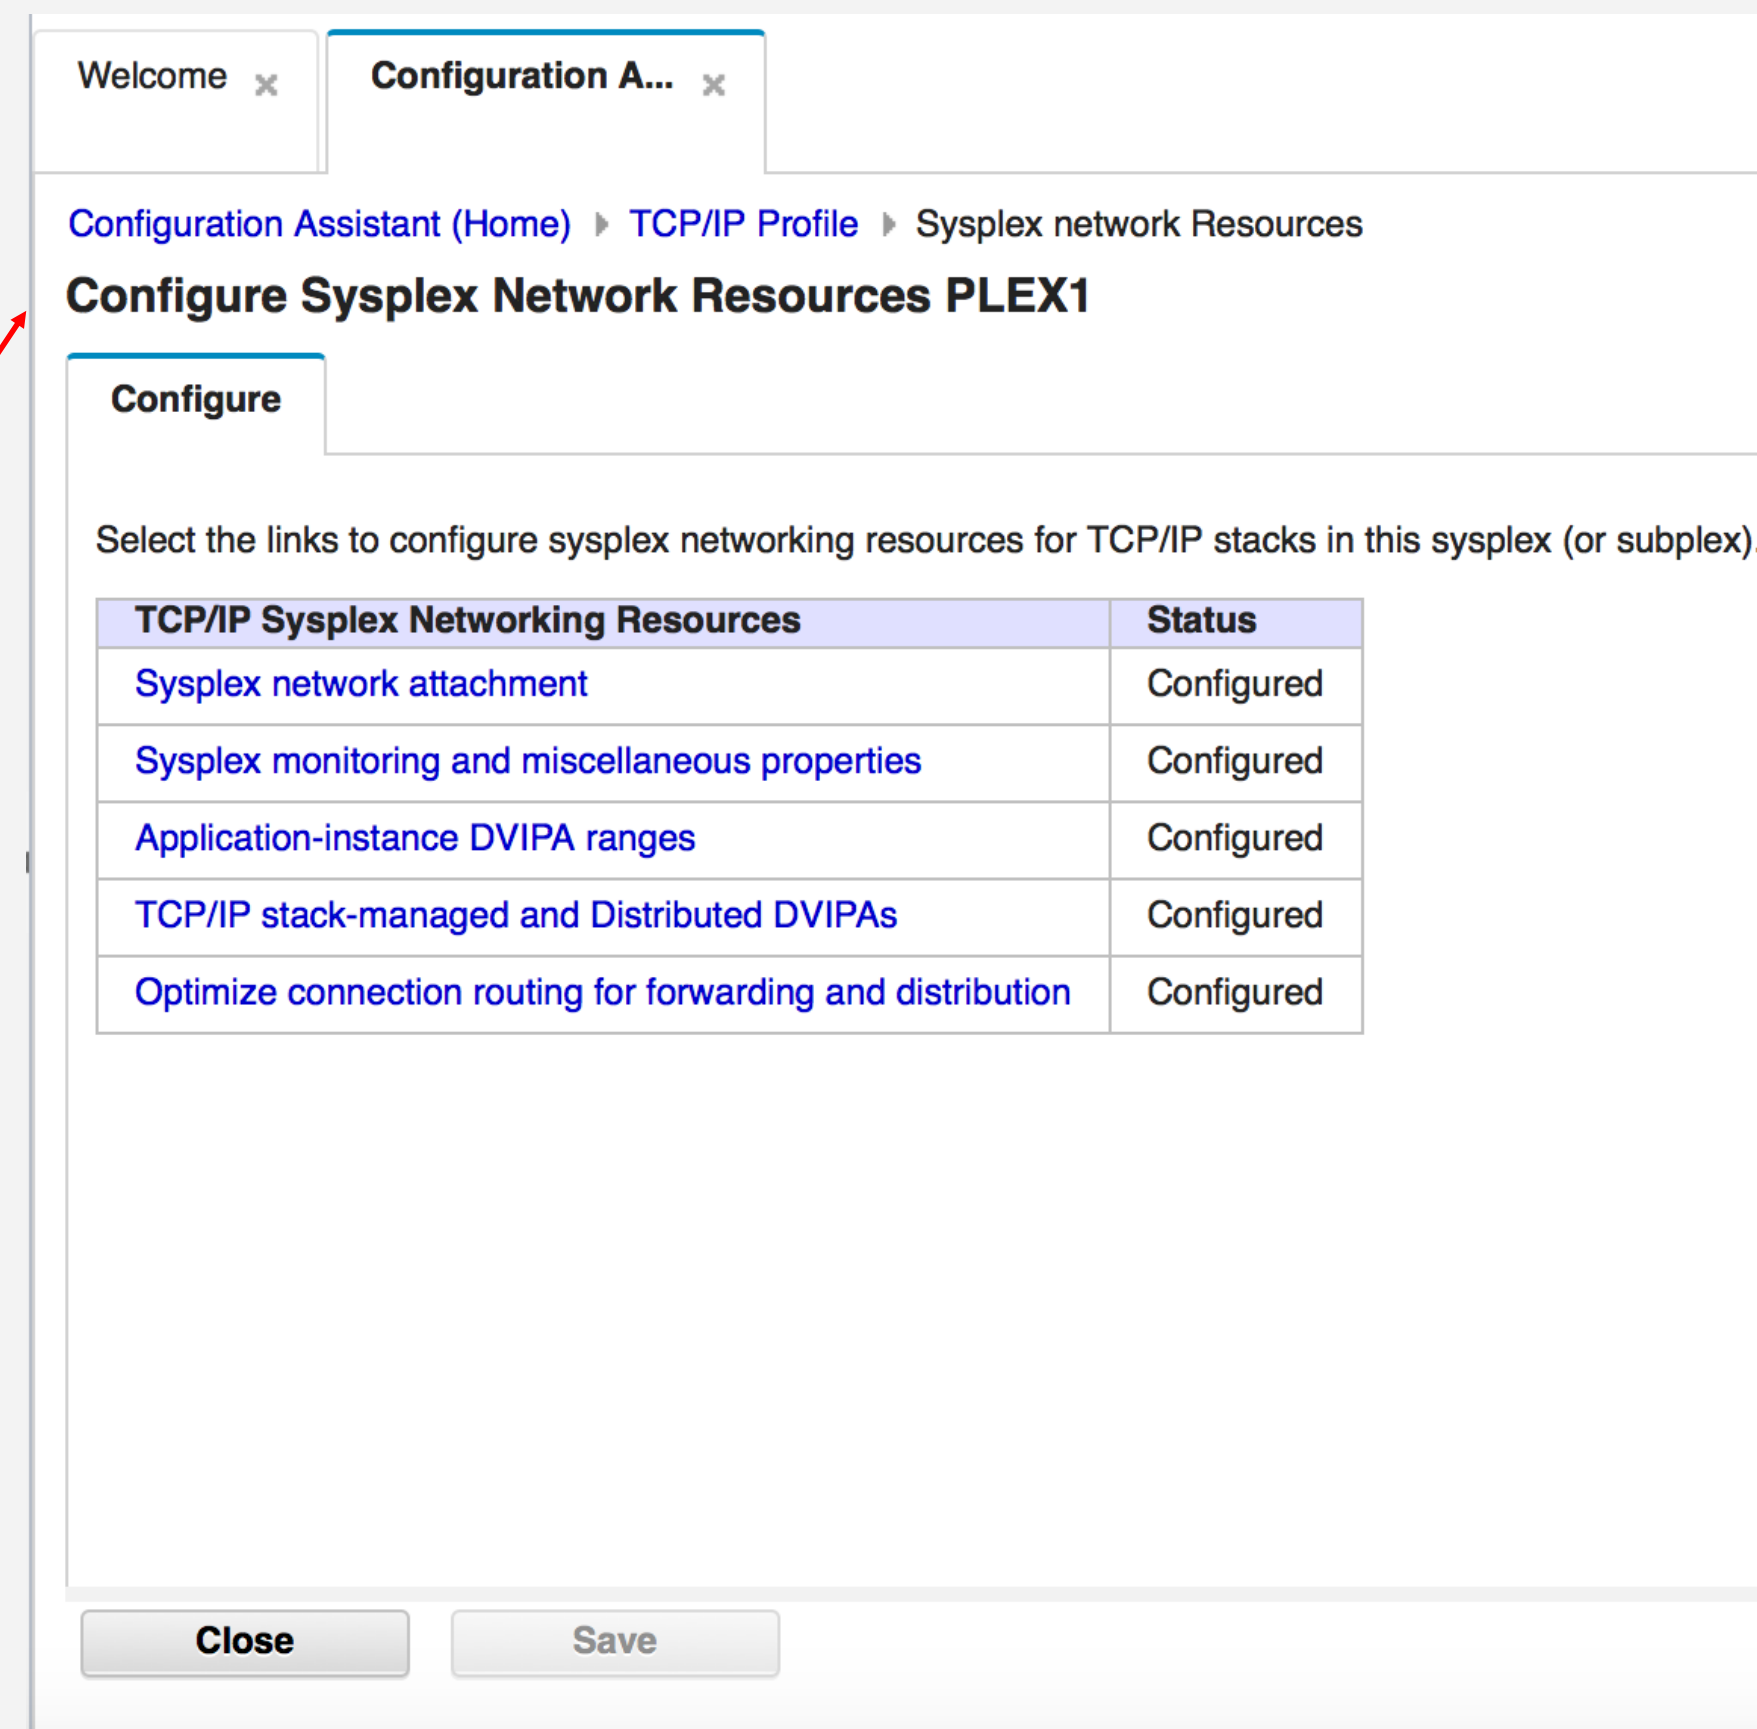 Welcome x Configuration A... x
Configuration Assistant (Home) TCP/IP Profile Sysplex network Resources
Configure Sysplex Network Resources PLEX1
Configure
Select the links to configure sysplex networking resources for TCP/IP stacks in this sysplex (or subplex).
TCP/IP Sysplex Networking Resources Status
Sysplex network attachment Configured
Sysplex monitoring and miscellaneous properties Configured
Application-instance DVIPA ranges Configured
TCP/IP stack-managed and Distributed DVIPAs Configured
Optimize connection routing for forwarding and distribution Configured
Close Save